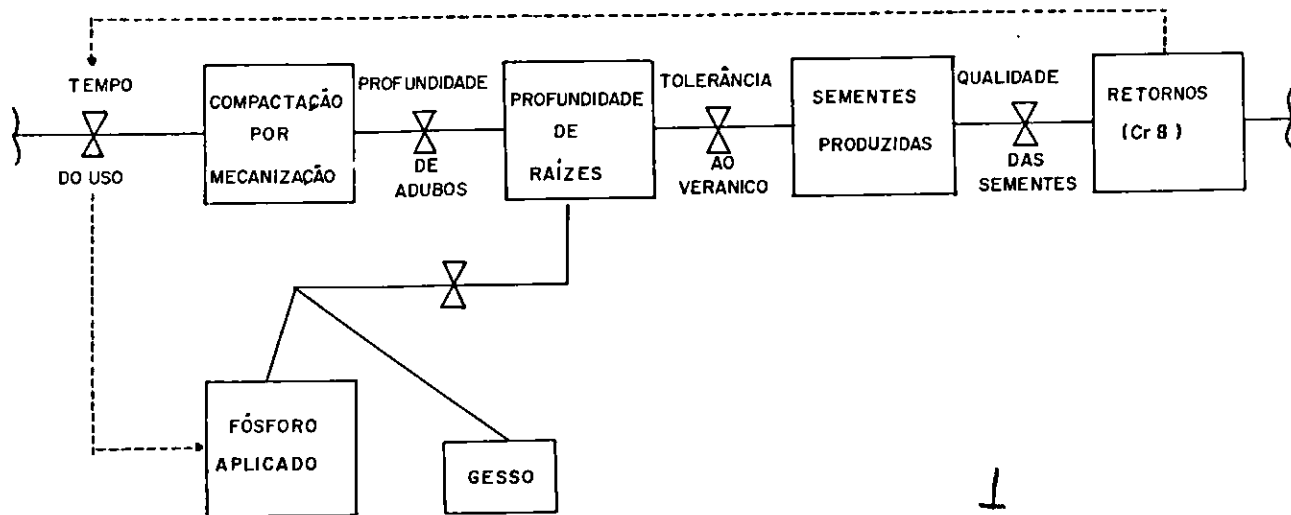 TEMPO
DO USO
COMPACTAÇÃO
POR
MECANIZAÇÃO
PROFUNDIDADE
DE
ADUBOS
PROFUNDIDADE
DE
RAÍZES
TOLERÂNCIA
AO
VERANICO
SEMENTES
PRODUZIDAS
QUALIDADE
DAS
SEMENTES
RETORNOS
(Cr 8)
FÓSFORO
APLICADO
GESSO